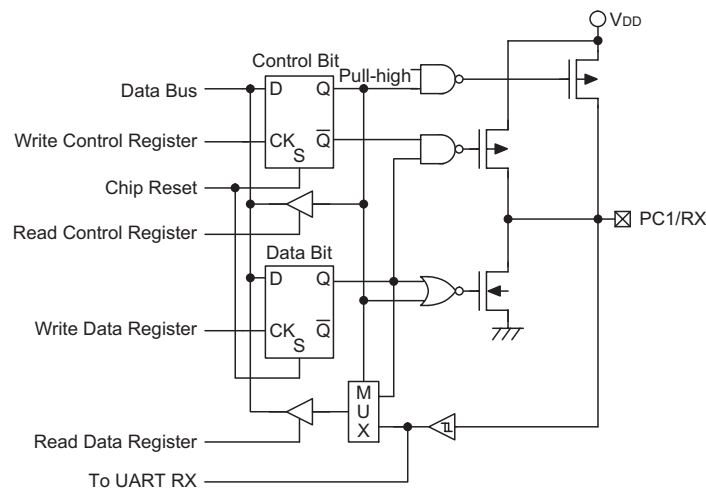 VDD
Control Bit
Pull-high
Data Bus
D
Q
Write Control Register
CK
Q
S
Chip Reset
Read Control Register
PC1/RX
Data Bit
D
Q
Write Data Register
CK
Q
S
M
U
X
Read Data Register
To UART RX